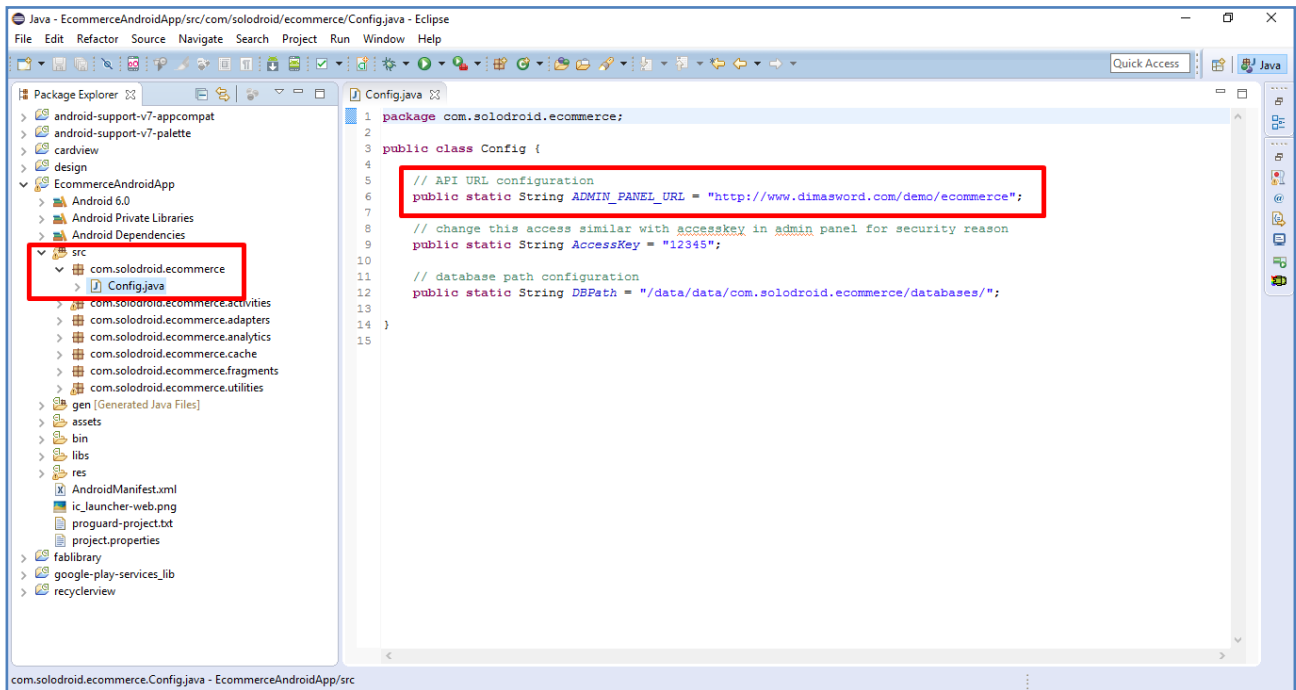 Java - EcommerceAndroidApp/src/com/solodroid/ecommerce/Config.java - Eclipse
File Edit Refactor Source Navigate Search Project Run Window Help
Quick Access
Java
Package Explorer
android-support-v7-appcompat
android-support-v7-palette
cardview
design
EcommerceAndroidApp
Android 6.0
Android Private Libraries
Android Dependencies
src
com.solodroid.ecommerce
Config.java
com.solodroid.ecommerce.activities
com.solodroid.ecommerce.adapters
com.solodroid.ecommerce.analytics
com.solodroid.ecommerce.cache
com.solodroid.ecommerce.fragments
com.solodroid.ecommerce.utilities
gen [Generated Java Files]
assets
bin
libs
res
AndroidManifest.xml
ic_launcher-web.png
proguard-project.txt
project.properties
fablibrary
google-play-services_lib
recyclerview
Config.java
1 package com.solodroid.ecommerce;
2
3 public class Config {
4
5 // API URL configuration
6 public static String ADMIN_PANEL_URL = "http://www.dimasword.com/demo/ecommerce";
7
8 // change this access similar with accesskey in admin panel for security reason
9 public static String AccessKey = "12345";
10
11 // database path configuration
12 public static String DBPath = "/data/data/com.solodroid.ecommerce/databases/";
13
14 }
15
com.solodroid.ecommerce.Config.java - EcommerceAndroidApp/src